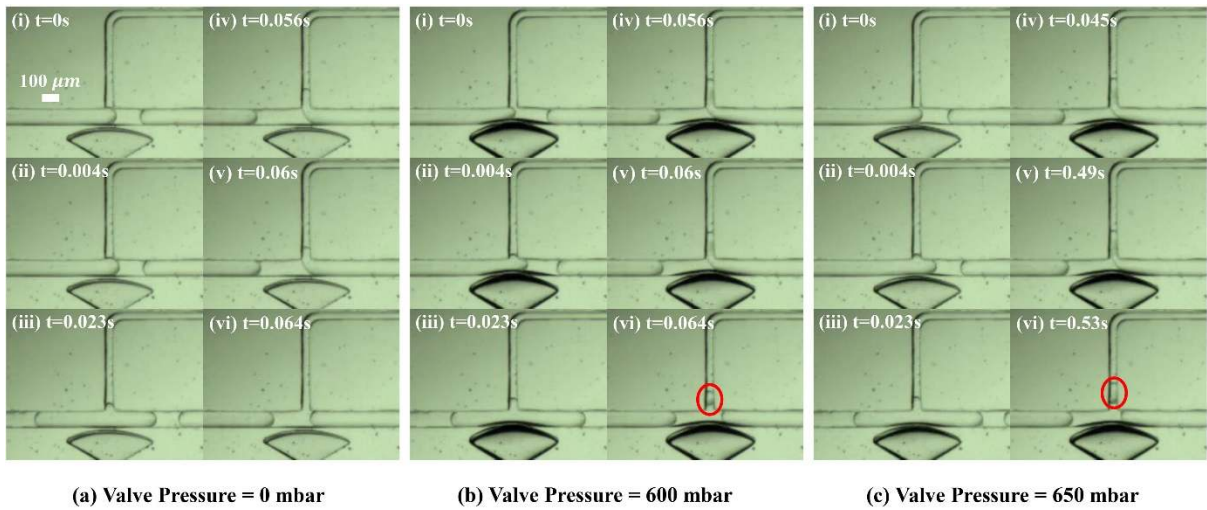 (i) t=0s
(iv) t=0.056s
100 μm
(ii) t=0.004s
(v) t=0.06s
(iii) t=0.023s
(vi) t=0.064s
(a) Valve Pressure = 0 mbar
(i) t=0s
(iv) t=0.056s
(ii) t=0.004s
(v) t=0.06s
(iii) t=0.023s
(vi) t=0.064s
(b) Valve Pressure = 600 mbar
(i) t=0s
(iv) t=0.045s
(ii) t=0.004s
(v) t=0.49s
(iii) t=0.023s
(vi) t=0.53s
(c) Valve Pressure = 650 mbar